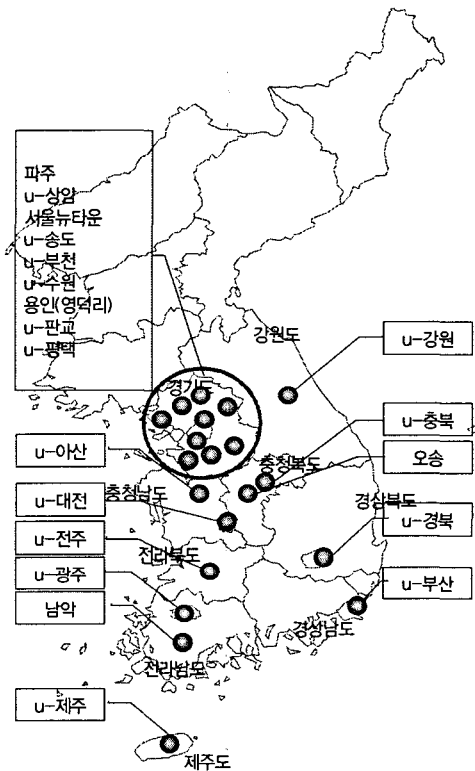 파주
u-상암
서울뉴타운
u-송도
u-부천
u-수원
용인(영덕리)
u-판교
u-평택
강원도
u-강원
경기도
u-충북
u-아산
오송
충청북도
u-대전
충청남도
경상북도
u-경북
u-전주
전라북도
u-광주
u-부산
남악
경상남도
전라남도
u-제주
제주도